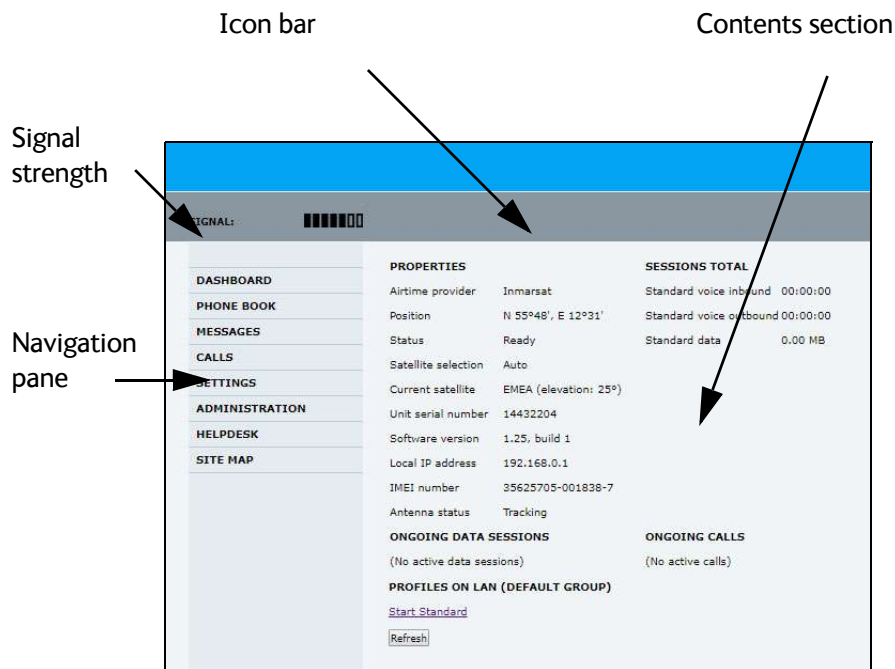 Icon bar
Contents section
Signal
strength
SIGNAL:
Navigation
pane
DASHBOARD
PHONE BOOK
MESSAGES
CALLS
SETTINGS
ADMINISTRATION
HELPDESK
SITE MAP
PROPERTIES
Airtime provider Inmarsat
Position N 55°48', E 12°31'
Status Ready
Satellite selection Auto
Current satellite EMEA (elevation: 25°)
Unit serial number 14432204
Software version 1.25, build 1
Local IP address 192.168.0.1
IMEI number 35625705-001838-7
Antenna status Tracking
SESSIONS TOTAL
Standard voice inbound 00:00:00
Standard voice outbound 00:00:00
Standard data 0.00 MB
ONGOING DATA SESSIONS
(No active data sessions)
ONGOING CALLS
(No active calls)
PROFILES ON LAN (DEFAULT GROUP)
Start Standard
Refresh